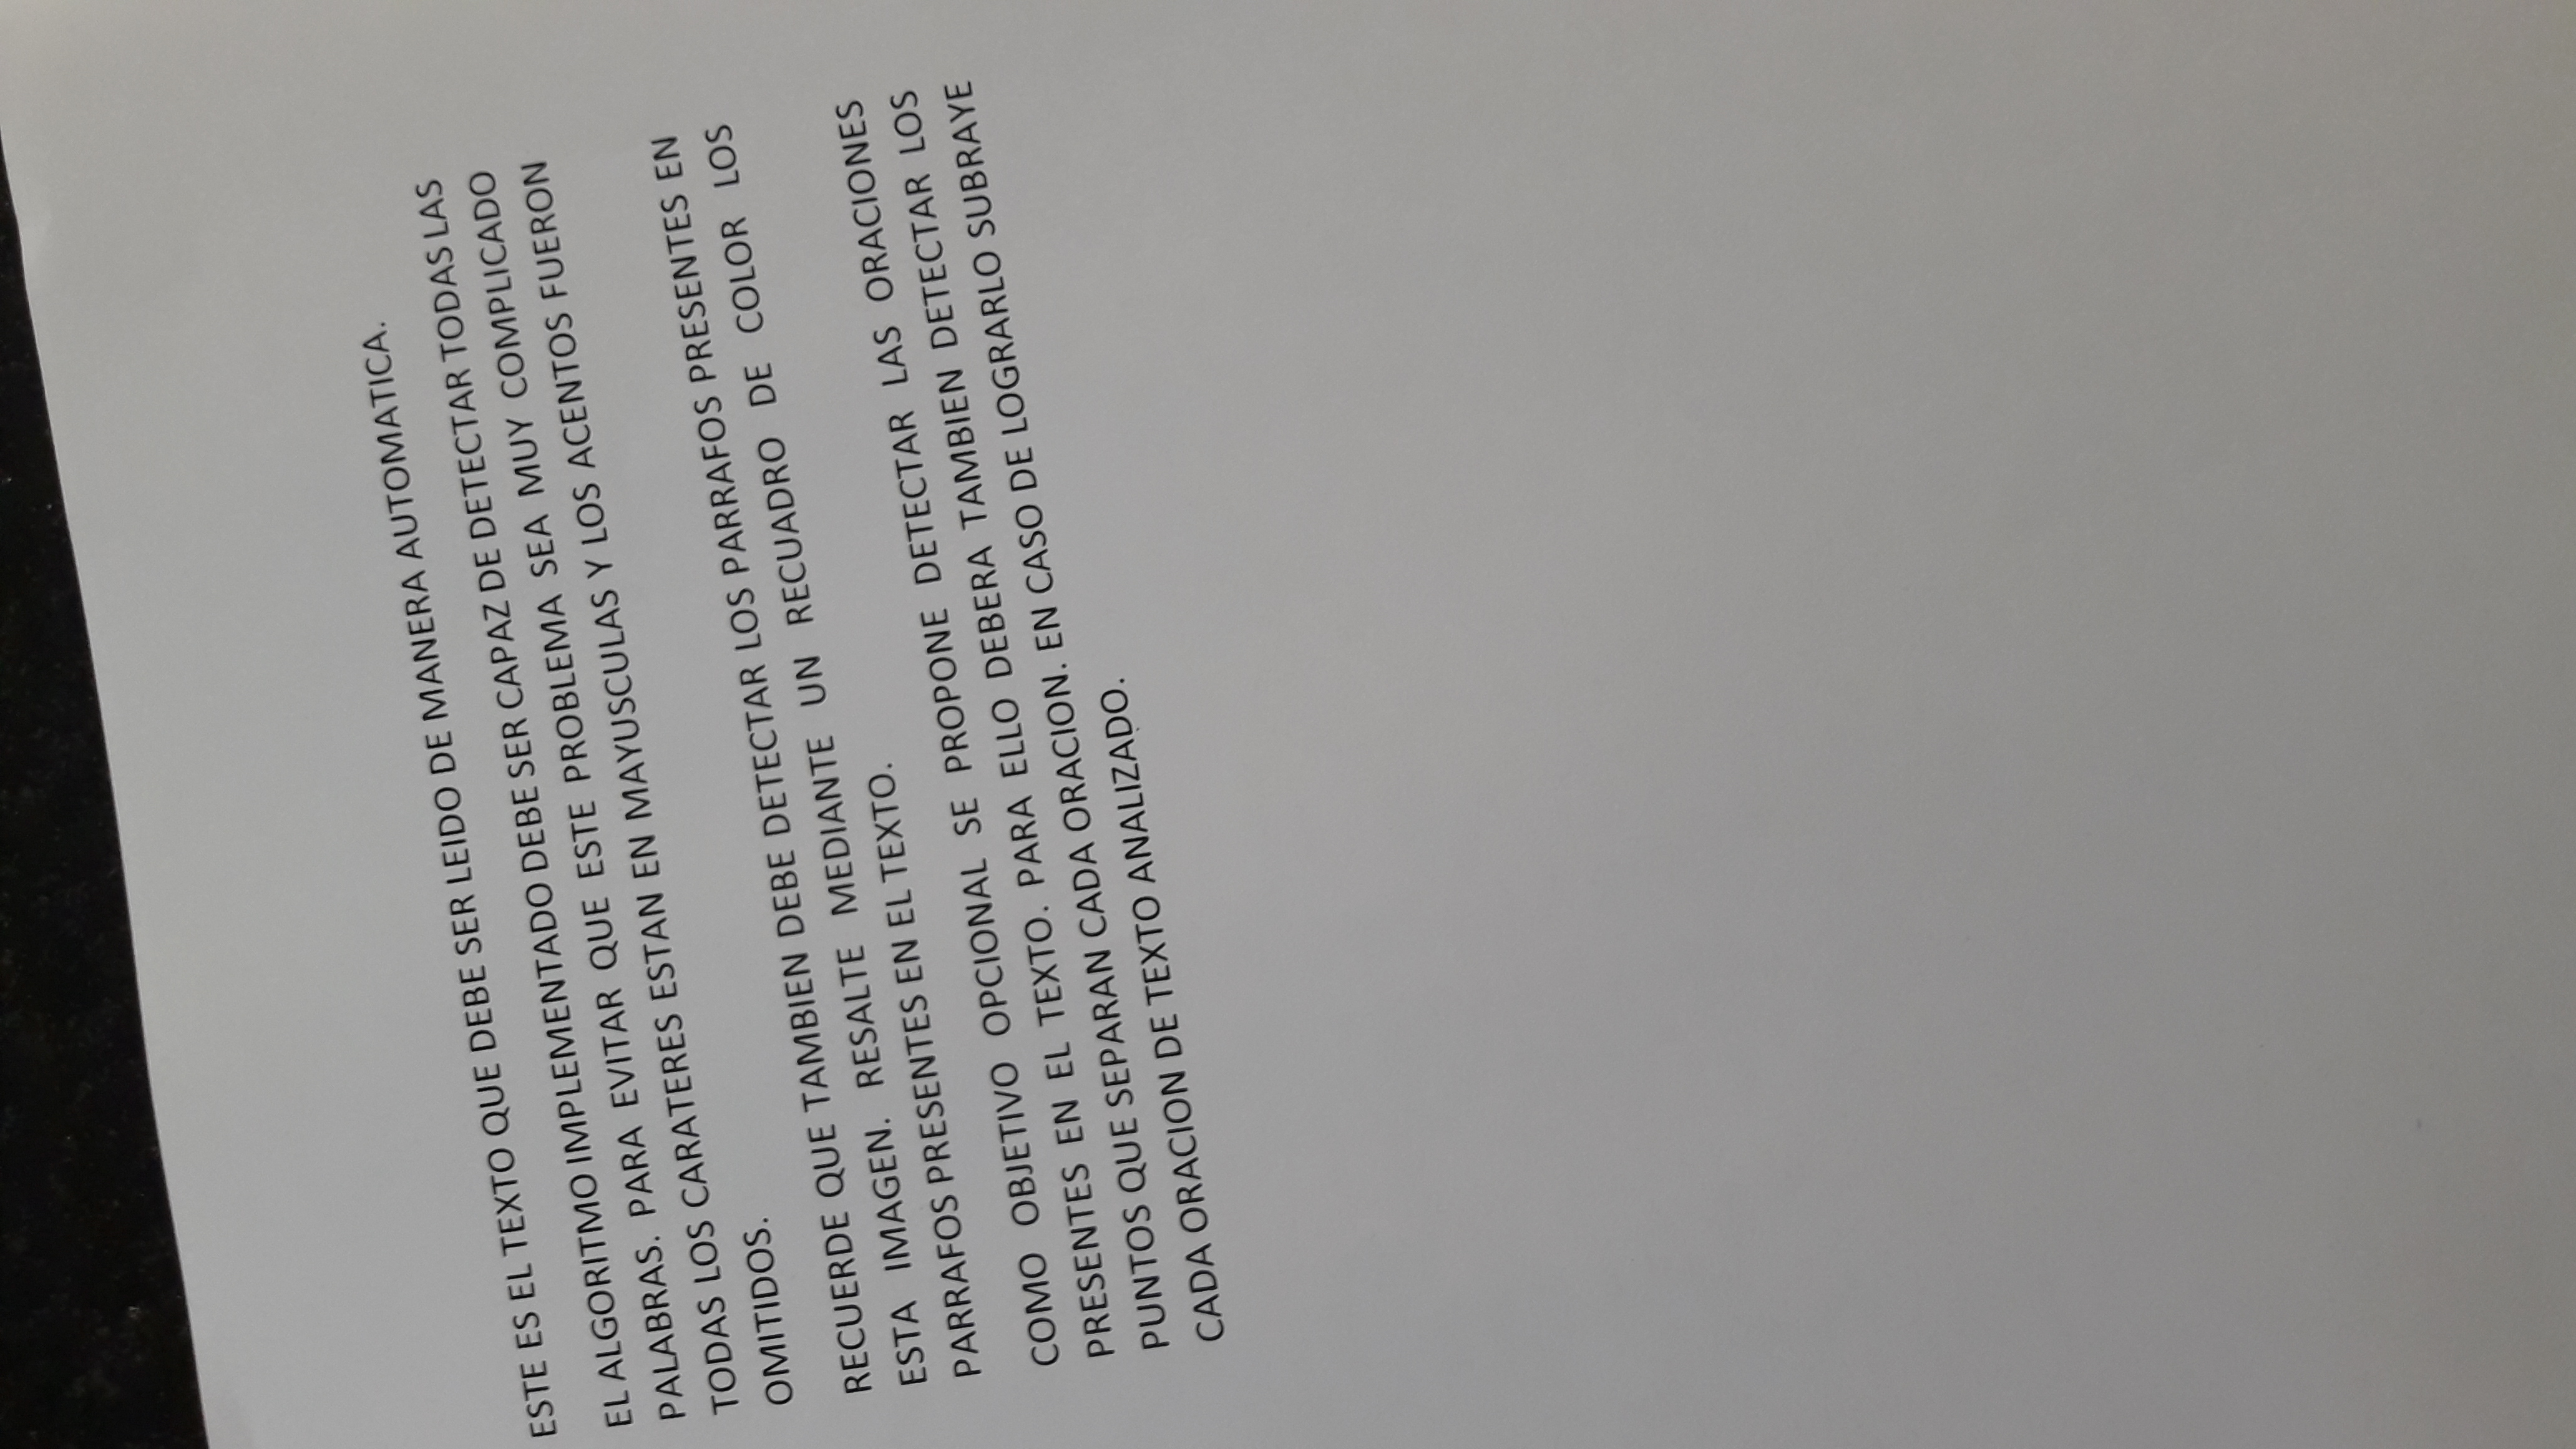 ESTE ES EL TEXTO QUE DEBE SER LEIDO DE MANERA AUTOMATICA.
EL ALGORITMO IMPLEMENTADO DEBE SER CAPAZ DE DETECTAR TODAS LAS
PALABRAS. PARA EVITAR QUE ESTE PROBLEMA SEA MUY COMPLICADO
TODAS LOS CARATERES ESTAN EN MAYUSCULAS Y LOS ACENTOS FUERON
OMITIDOS.
RECUERDE QUE TAMBIEN DEBE DETECTAR LOS PARRAFOS PRESENTES EN
ESTA IMAGEN. RESALTE MEDIANTE UN RECUADRO DE COLOR LOS
PARRAFOS PRESENTES EN EL TEXTO.
COMO OBJETIVO OPCIONAL SE PROPONE DETECTAR LAS ORACIONES
PRESENTES EN EL TEXTO. PARA ELLO DEBERA TAMBIEN DETECTAR LOS
PUNTOS QUE SEPARAN CADA ORACION. EN CASO DE LOGRARLO SUBRAYE
CADA ORACION DE TEXTO ANALIZADO.